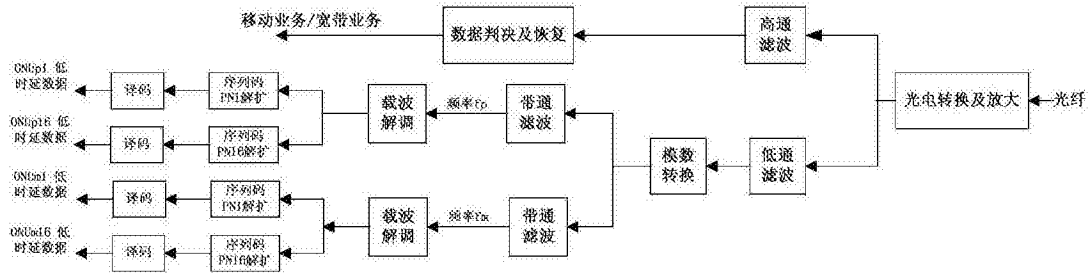 移动业务/宽带业务
数据判决及恢复
高通
滤波
光电转换及放大
光纤
ONUp1 低
时延数据
译码
序列码
PN1解扩
载波
解调
频率fp
带通
滤波
ONUp16 低
时延数据
译码
序列码
PN16解扩
模数
转换
低通
滤波
ONUm1 低
时延数据
译码
序列码
PN1解扩
载波
解调
频率fm
带通
滤波
ONUm16 低
时延数据
译码
序列码
PN16解扩